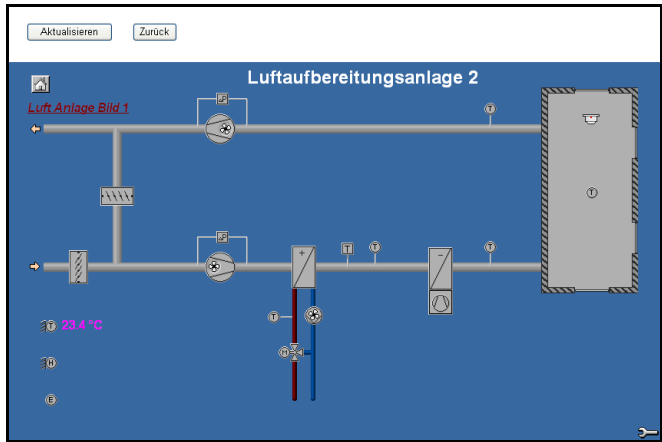 Aktualisieren
Zurück
Luftaufbereitungsanlage 2
Luft Anlage Bild 1
T
T
T
T
T
+
-
T
T 23.4 °C
M
H
E